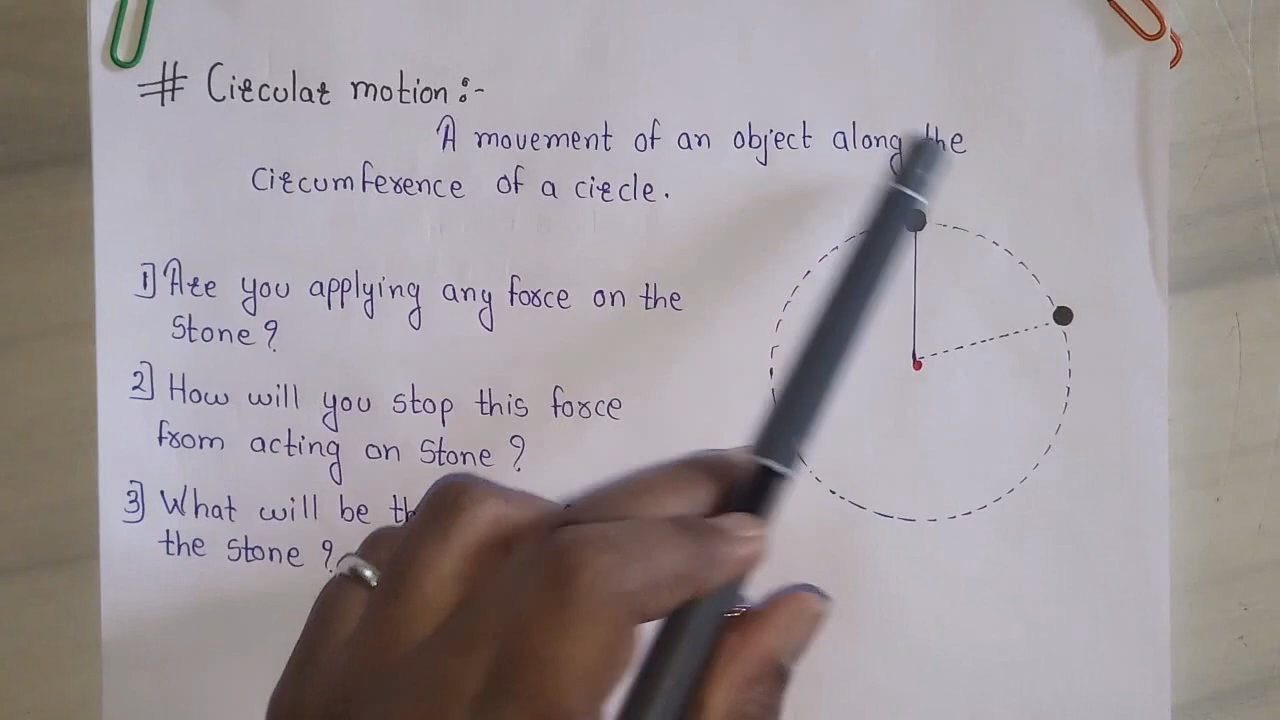 # Circular motion :-
A movement of an object along the
circumference of a circle.
1] Are you applying any force on the
Stone ?
2] How will you stop this force
from acting on Stone ?
3] What will be
the Stone ?